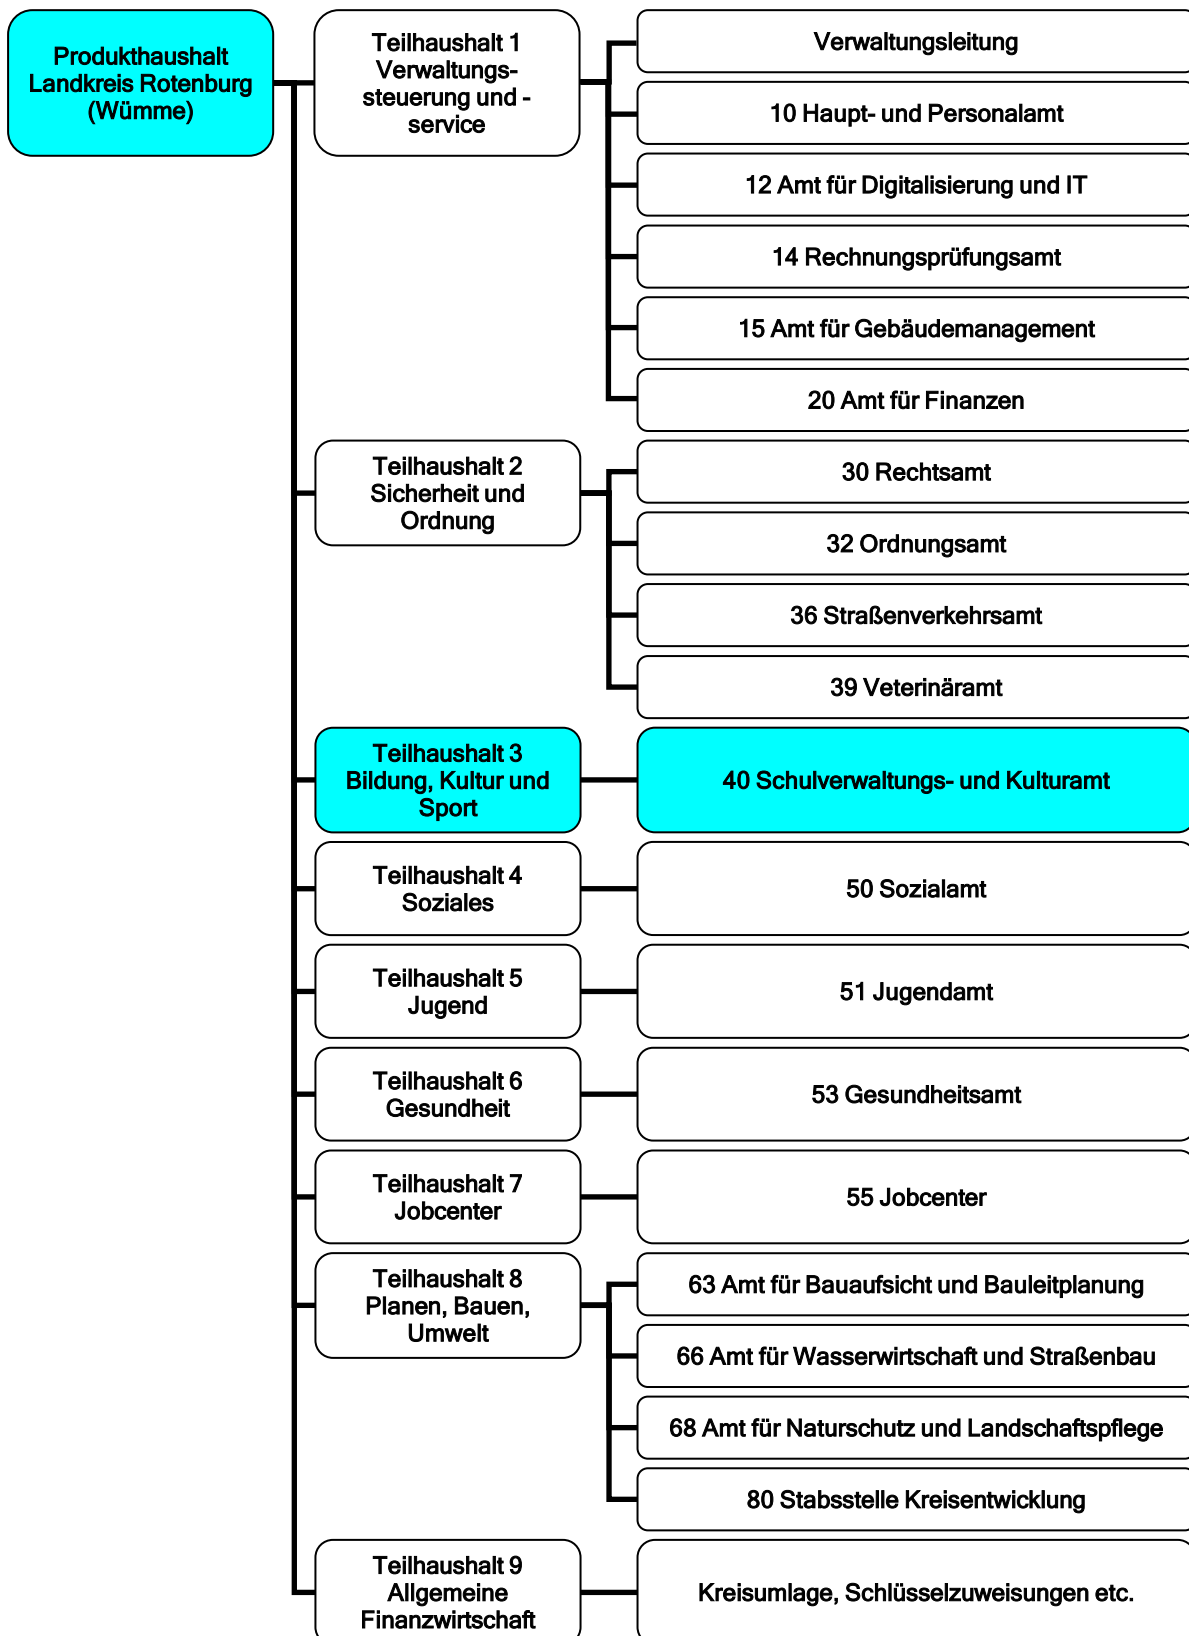 Produkthaushalt
Landkreis Rotenburg
(Wümme)
Teilhaushalt 1
Verwaltungs-
steuerung und -
service
Verwaltungsleitung
10 Haupt- und Personalamt
12 Amt für Digitalisierung und IT
14 Rechnungsprüfungsamt
15 Amt für Gebäudemanagement
20 Amt für Finanzen
Teilhaushalt 2
Sicherheit und
Ordnung
30 Rechtsamt
32 Ordnungsamt
36 Straßenverkehrsamt
39 Veterinäramt
Teilhaushalt 3
Bildung, Kultur und
Sport
40 Schulverwaltungs- und Kulturamt
Teilhaushalt 4
Soziales
50 Sozialamt
Teilhaushalt 5
Jugend
51 Jugendamt
Teilhaushalt 6
Gesundheit
53 Gesundheitsamt
Teilhaushalt 7
Jobcenter
55 Jobcenter
Teilhaushalt 8
Planen, Bauen,
Umwelt
63 Amt für Bauaufsicht und Bauleitplanung
66 Amt für Wasserwirtschaft und Straßenbau
68 Amt für Naturschutz und Landschaftspflege
80 Stabsstelle Kreisentwicklung
Teilhaushalt 9
Allgemeine
Finanzwirtschaft
Kreisumlage, Schlüsselzuweisungen etc.